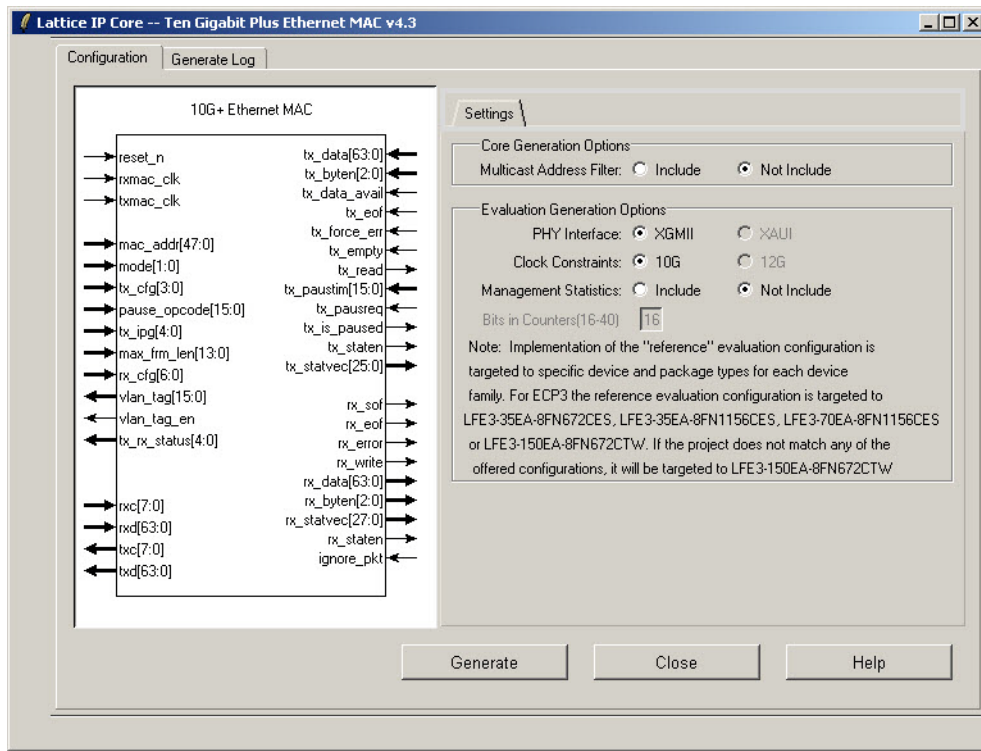 Lattice IP Core -- Ten Gigabit Plus Ethernet MAC v4.3
Configuration
Generate Log
10G+ Ethernet MAC
reset_n
rxmac_clk
txmac_clk
mac_addr[47:0]
mode[1:0]
tx_cfg[3:0]
pause_opcode[15:0]
tx_ipg[4:0]
max_frm_len[13:0]
rx_cfg[6:0]
vlan_tag[15:0]
vlan_tag_en
tx_rx_status[4:0]
rxc[7:0]
rxd[63:0]
txc[7:0]
txd[63:0]
tx_data[63:0]
tx_byten[2:0]
tx_data_avail
tx_eof
tx_force_err
tx_empty
tx_read
tx_paustim[15:0]
tx_pausreq
tx_is_paused
tx_staten
tx_statvec[25:0]
rx_sof
rx_eof
rx_error
rx_write
rx_data[63:0]
rx_byten[2:0]
rx_statvec[27:0]
rx_staten
ignore_pkt
Settings
Core Generation Options
Multicast Address Filter: Include Not Include
Evaluation Generation Options
PHY Interface: XGMII XAUI
Clock Constraints: 10G 12G
Management Statistics: Include Not Include
Bits in Counters(16-40) 16
Note: Implementation of the "reference" evaluation configuration is
targeted to specific device and package types for each device
family. For ECP3 the reference evaluation configuration is targeted to
LFE3-35EA-8FN672CES, LFE3-35EA-8FN1156CES, LFE3-70EA-8FN1156CES
or LFE3-150EA-8FN672CTW. If the project does not match any of the
offered configurations, it will be targeted to LFE3-150EA-8FN672CTW
Generate
Close
Help